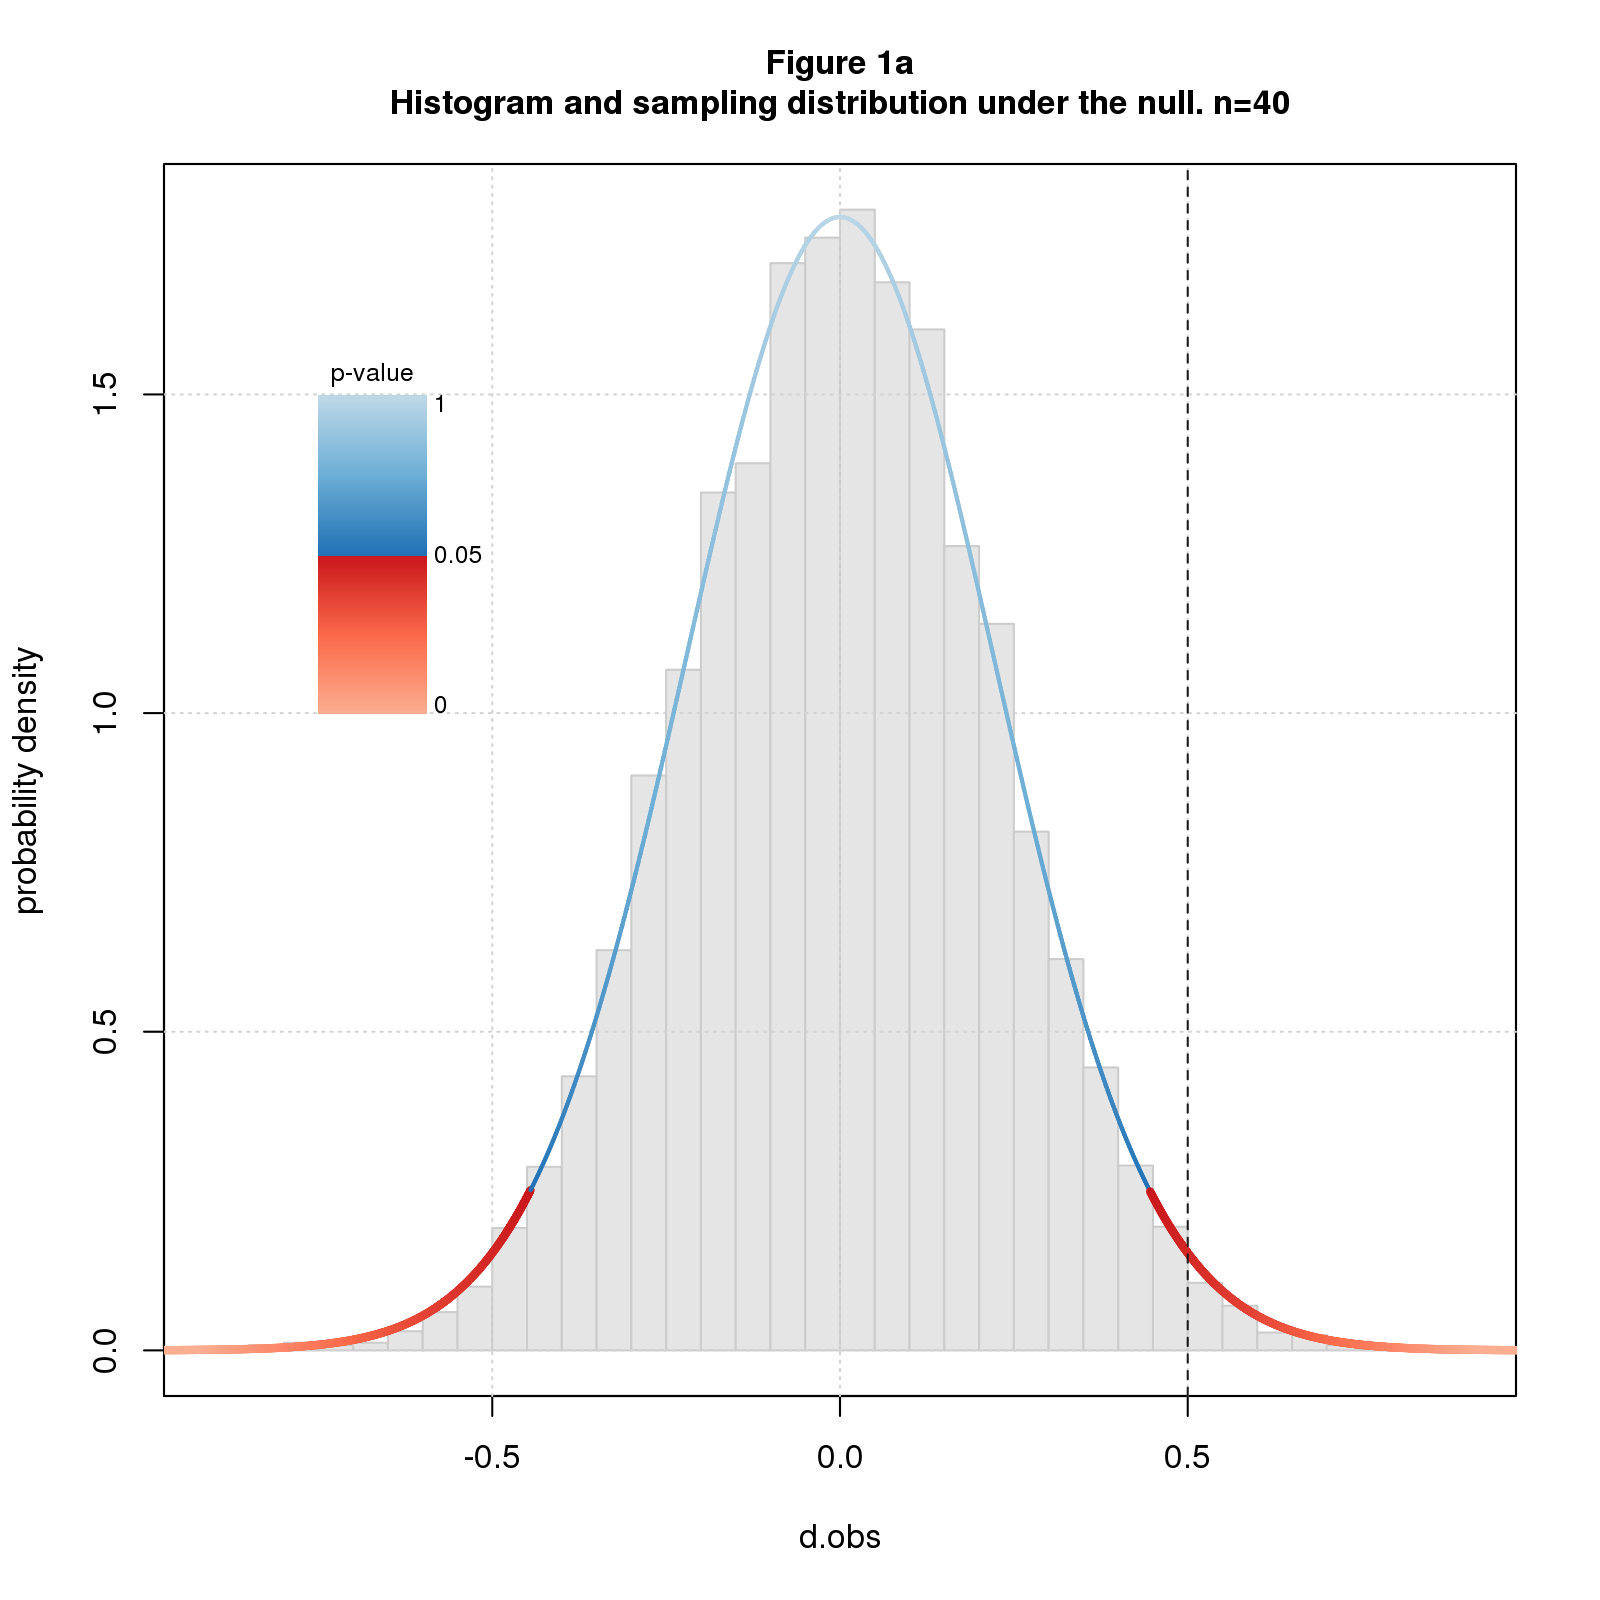 Figure 1a
Histogram and sampling distribution under the null. n=40
p-value
1
0.05
0
probability density
1.5
1.0
0.5
0.0
-0.5
0.0
0.5
d.obs